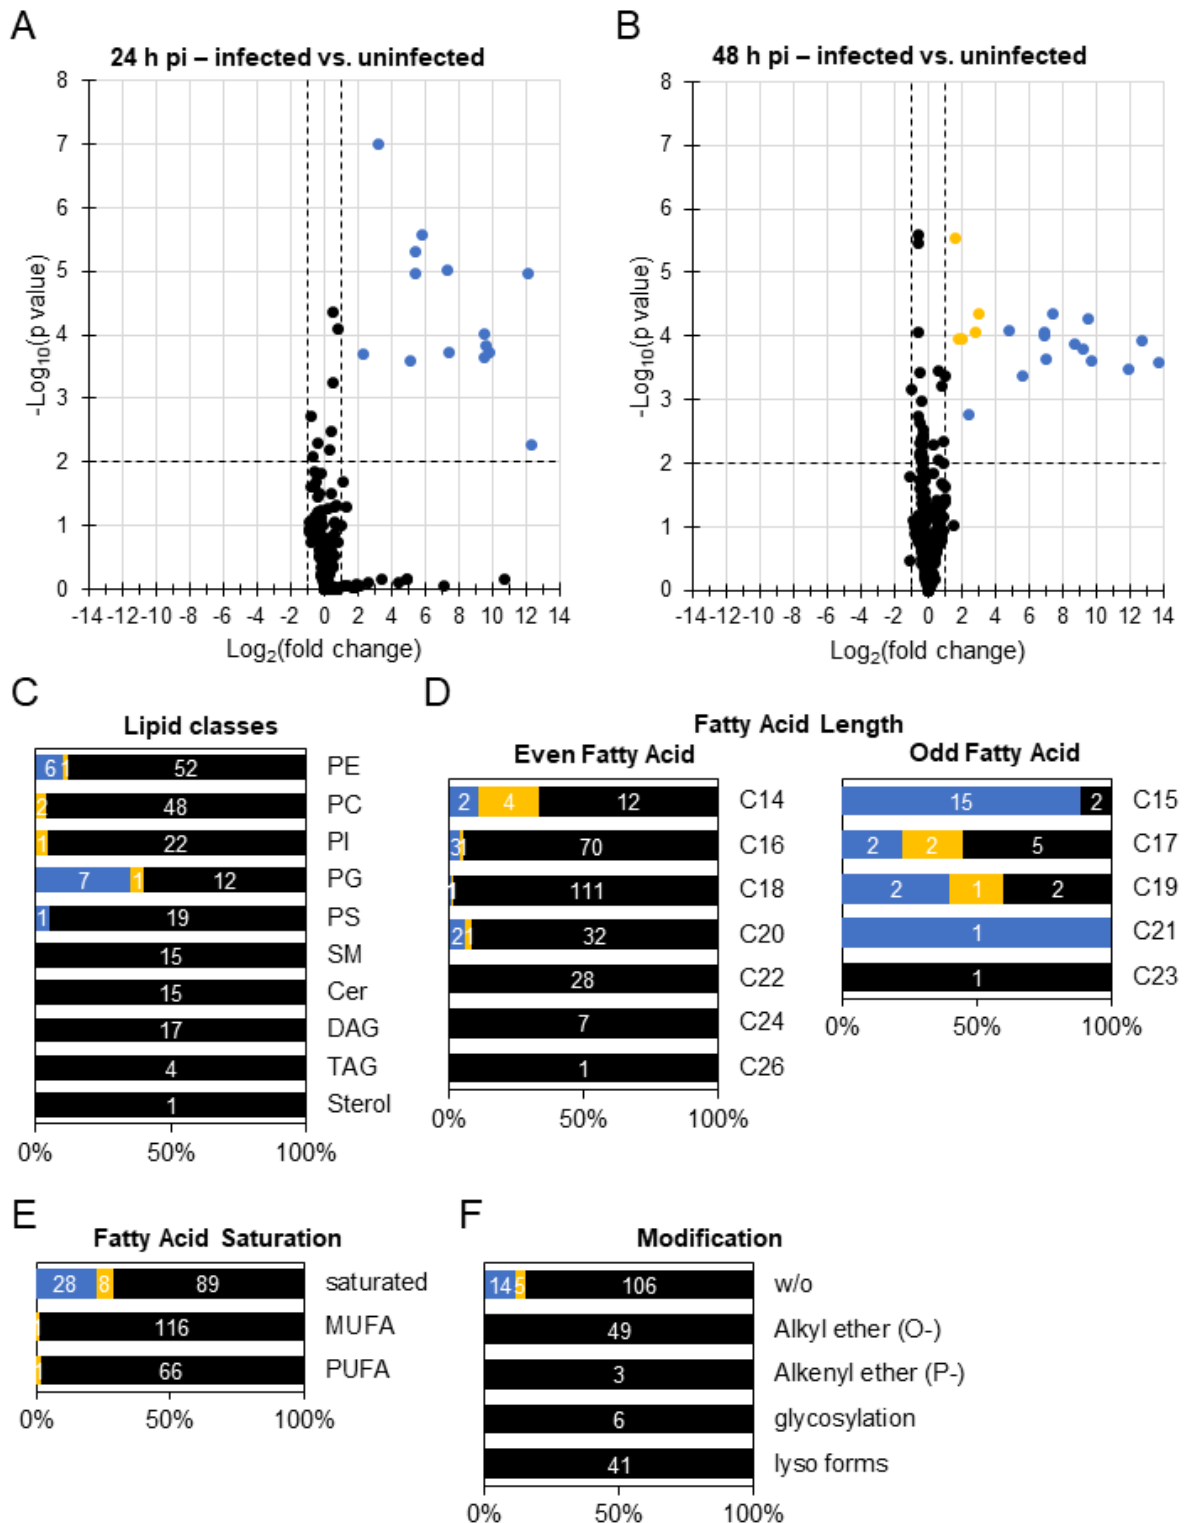 A
24 h pi – infected vs. uninfected
8
7
6
5
4
3
2
1
0
-Log10(p value)
-14 -12 -10 -8 -6 -4 -2 0 2 4 6 8 10 12 14
Log2(fold change)
B
48 h pi – infected vs. uninfected
8
7
6
5
4
3
2
1
0
-Log10(p value)
-14 -12 -10 -8 -6 -4 -2 0 2 4 6 8 10 12 14
Log2(fold change)
C
Lipid classes
6 1 52 PE
2 48 PC
1 22 PI
7 1 12 PG
1 19 PS
15 SM
15 Cer
17 DAG
4 TAG
1 Sterol
0% 50% 100%
D
Fatty Acid Length
Even Fatty Acid
2 4 12 C14
3 1 70 C16
1 111 C18
2 1 32 C20
28 C22
7 C24
1 C26
0% 50% 100%
Odd Fatty Acid
15 2 C15
2 2 5 C17
2 1 2 C19
1 C21
1 C23
0% 50% 100%
E
Fatty Acid Saturation
28 8 89 saturated
1 116 MUFA
1 66 PUFA
0% 50% 100%
F
Modification
14 5 106 w/o
49 Alkyl ether (O-)
3 Alkenyl ether (P-)
6 glycosylation
41 lyso forms
0% 50% 100%